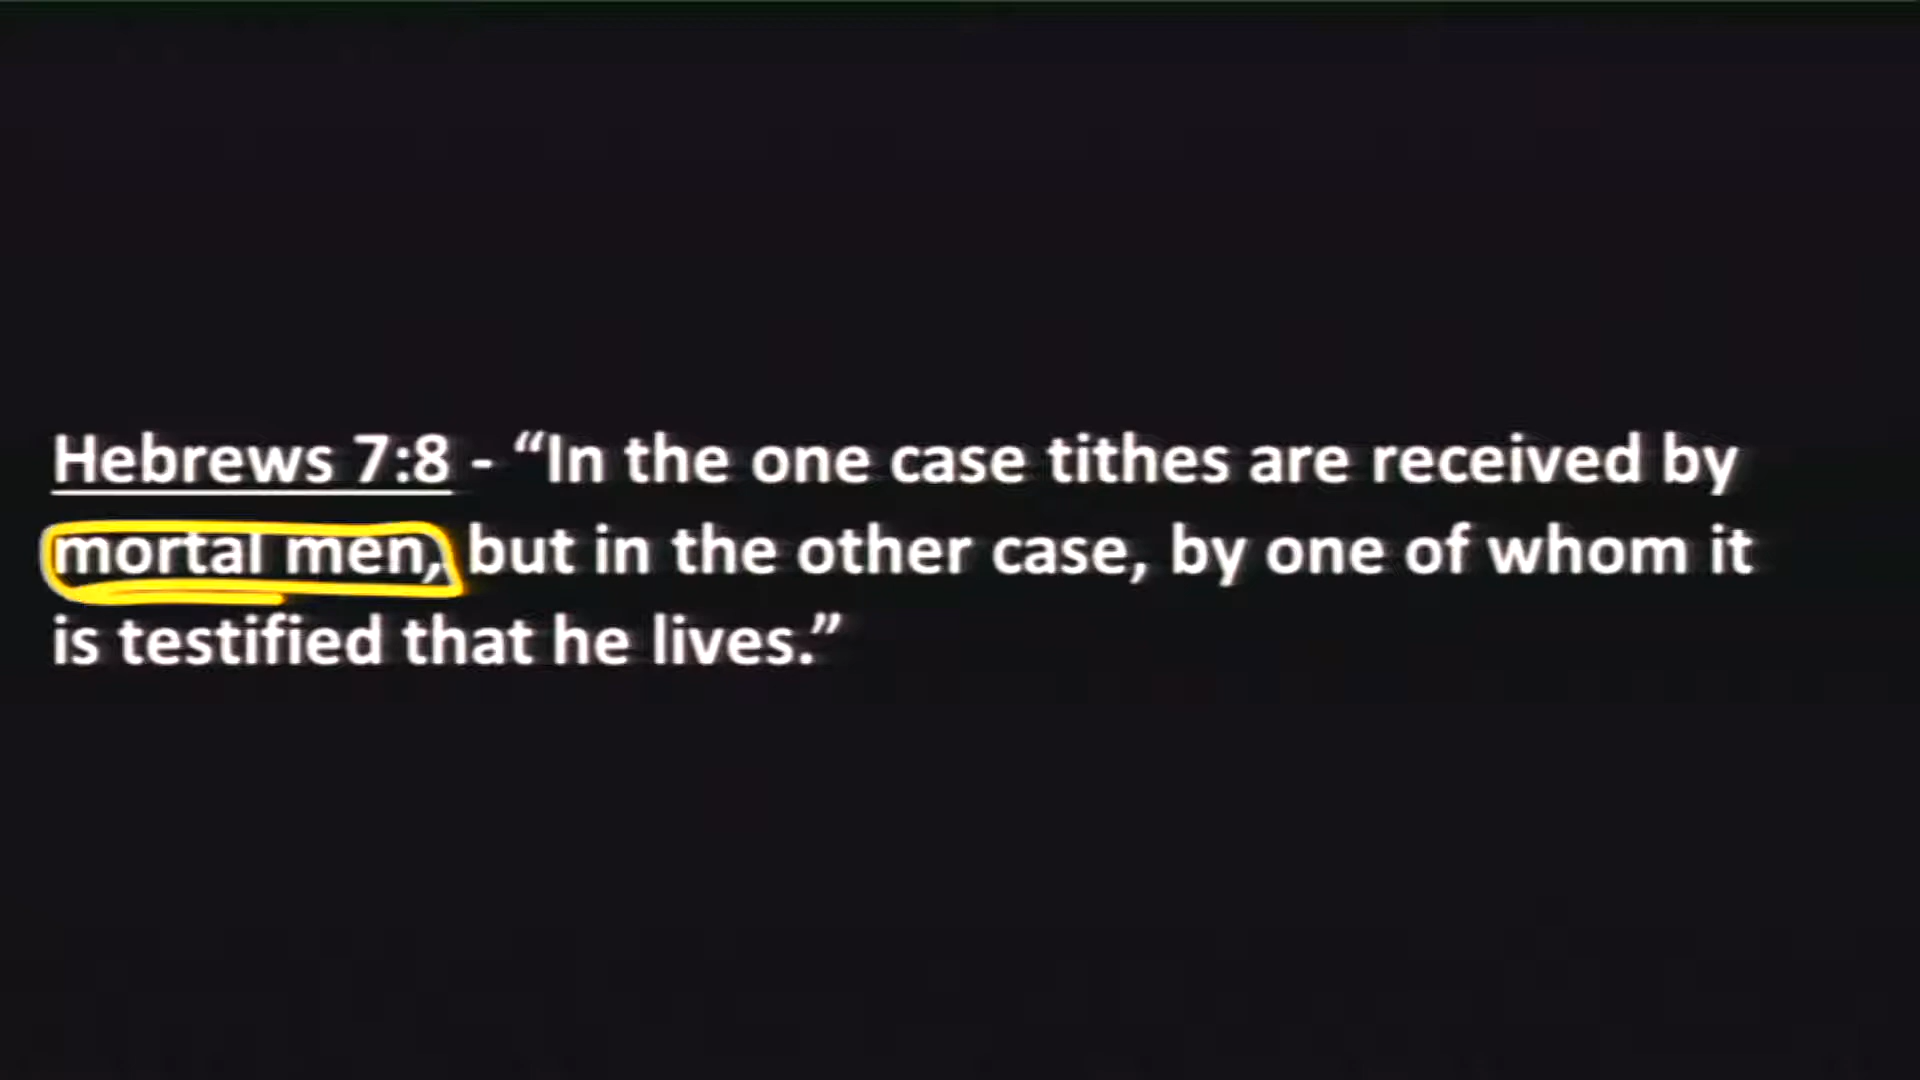 Hebrews 7:8 - “In the one case tithes are received by
mortal men, but in the other case, by one of whom it
is testified that he lives.”